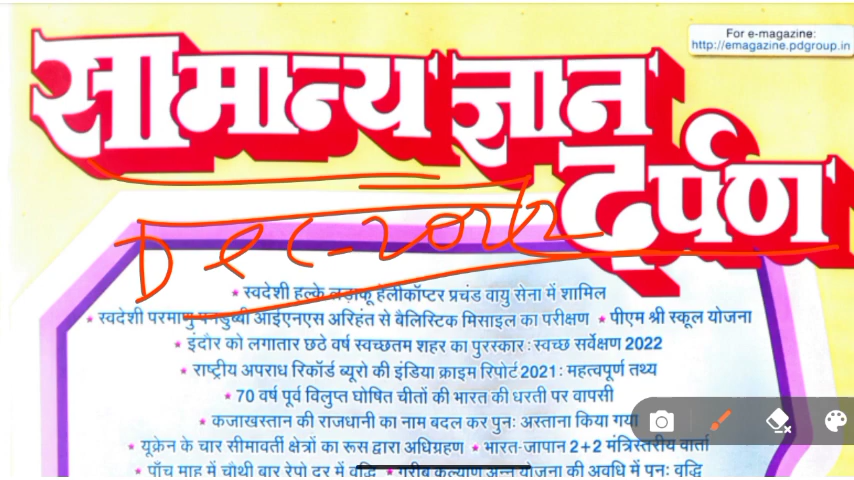 For e-magazine:
http://emagazine.pdgroup.in
सामान्य ज्ञान
दर्पण
Dec-2022
★ स्वदेशी हल्के लड़ाकू हेलीकॉप्टर प्रचंड वायु सेना में शामिल
★ स्वदेशी परमाणु पनडुब्बी आईएनएस अरिहंत से बैलिस्टिक मिसाइल का परीक्षण ★ पीएम श्री स्कूल योजना
★ इंदौर को लगातार छठे वर्ष स्वच्छतम शहर का पुरस्कार : स्वच्छ सर्वेक्षण 2022
★ राष्ट्रीय अपराध रिकॉर्ड ब्यूरो की इंडिया क्राइम रिपोर्ट 2021 : महत्वपूर्ण तथ्य
★ 70 वर्ष पूर्व विलुप्त घोषित चीतों की भारत की धरती पर वापसी
★ कजाखस्तान की राजधानी का नाम बदल कर पुनः अस्ताना किया गया
★ यूक्रेन के चार सीमावर्ती क्षेत्रों का रूस द्वारा अधिग्रहण ★ भारत-जापान 2+2 मंत्रिस्तरीय वार्ता
★ पाँच माह में चौथी बार रेपो दर में वृद्धि ★ गरीब कल्याण अन्न योजना की अवधि में पुनः वृद्धि